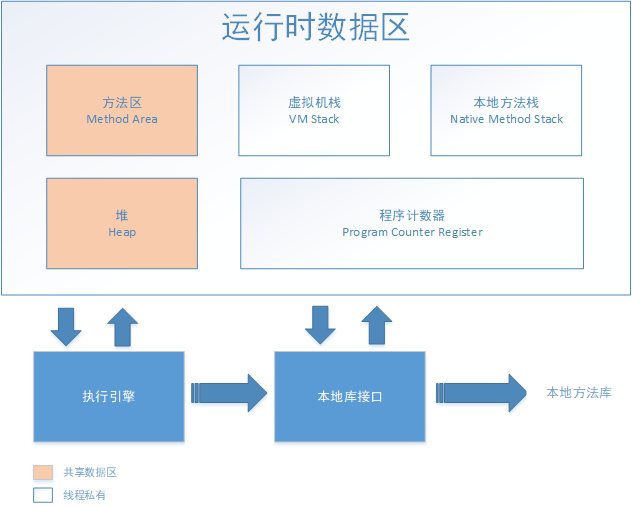 运行时数据区
方法区
Method Area
虚拟机栈
VM Stack
本地方法栈
Native Method Stack
堆
Heap
程序计数器
Program Counter Register
执行引擎
本地库接口
本地方法库
共享数据区
线程私有